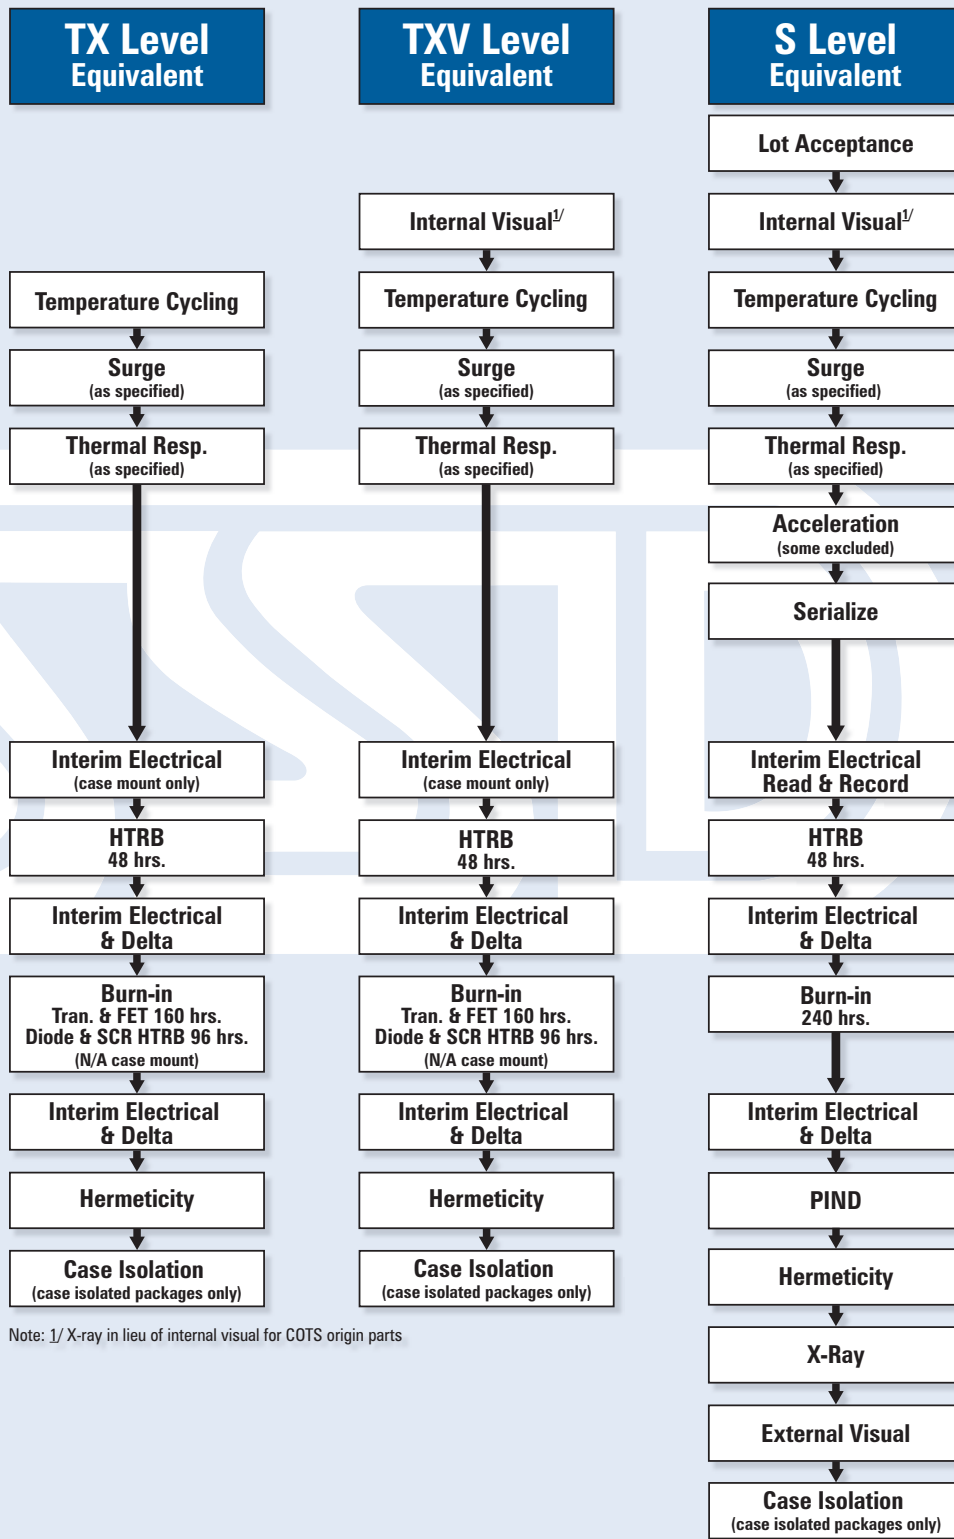 TX Level
Equivalent
Temperature Cycling
Surge
(as specified)
Thermal Resp.
(as specified)
Interim Electrical
(case mount only)
HTRB
48 hrs.
Interim Electrical
& Delta
Burn-in
Tran. & FET 160 hrs.
Diode & SCR HTRB 96 hrs.
(N/A case mount)
Interim Electrical
& Delta
Hermeticity
Case Isolation
(case isolated packages only)
Note: 1/ X-ray in lieu of internal visual for COTS origin parts
TXV Level
Equivalent
Internal Visual1/
Temperature Cycling
Surge
(as specified)
Thermal Resp.
(as specified)
Interim Electrical
(case mount only)
HTRB
48 hrs.
Interim Electrical
& Delta
Burn-in
Tran. & FET 160 hrs.
Diode & SCR HTRB 96 hrs.
(N/A case mount)
Interim Electrical
& Delta
Hermeticity
Case Isolation
(case isolated packages only)
S Level
Equivalent
Lot Acceptance
Internal Visual1/
Temperature Cycling
Surge
(as specified)
Thermal Resp.
(as specified)
Acceleration
(some excluded)
Serialize
Interim Electrical
Read & Record
HTRB
48 hrs.
Interim Electrical
& Delta
Burn-in
240 hrs.
Interim Electrical
& Delta
PIND
Hermeticity
X-Ray
External Visual
Case Isolation
(case isolated packages only)